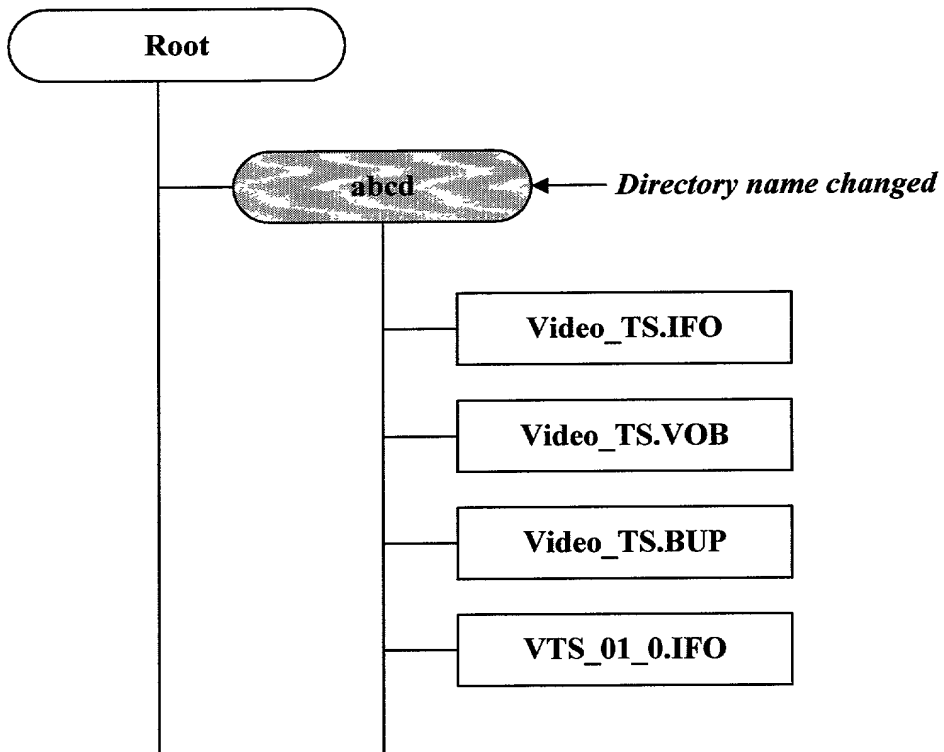 Root
abcd
Directory name changed
Video_TS.IFO
Video_TS.VOB
Video_TS.BUP
VTS_01_0.IFO